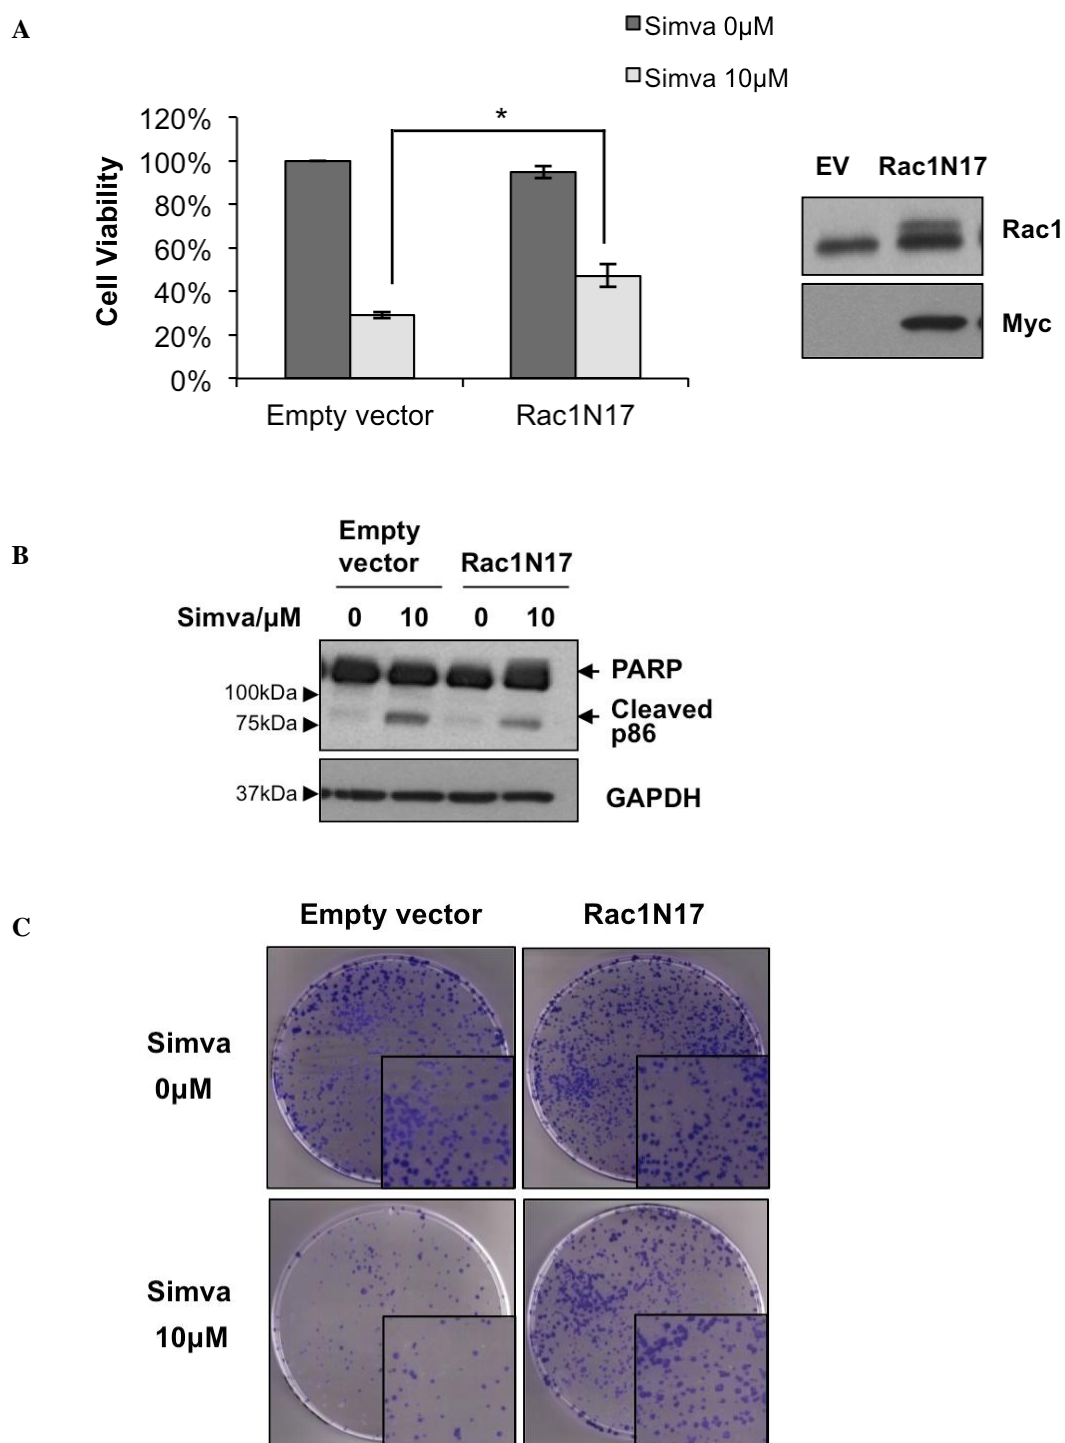 A
Simva 0µM
Simva 10µM
120%
100%
80%
60%
40%
20%
0%
Cell Viability
*
Empty vector
Rac1N17
EV Rac1N17
Rac1
Myc
B
Empty
vector
Rac1N17
Simva/µM 0 10 0 10
PARP
100kDa
Cleaved
p86
75kDa
37kDa
GAPDH
C
Empty vector
Rac1N17
Simva
0µM
Simva
10µM